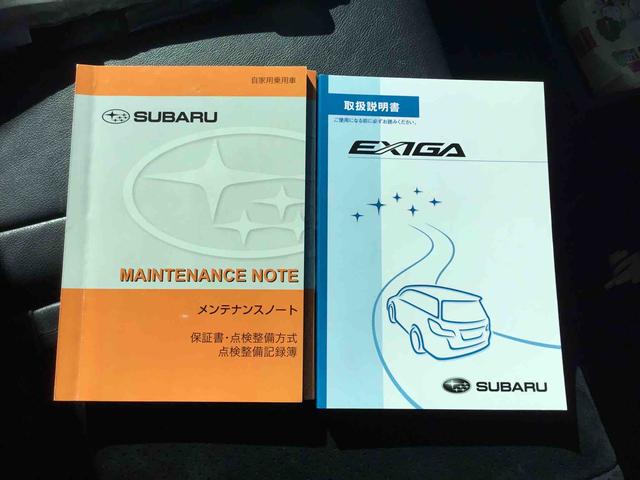 自家用乗用車
SUBARU
MAINTENANCE NOTE
メンテナンスノート
保証書・点検整備方式
点検整備記録簿
取扱説明書
ご使用になる前に必ずお読みください。
EXIGA
SUBARU